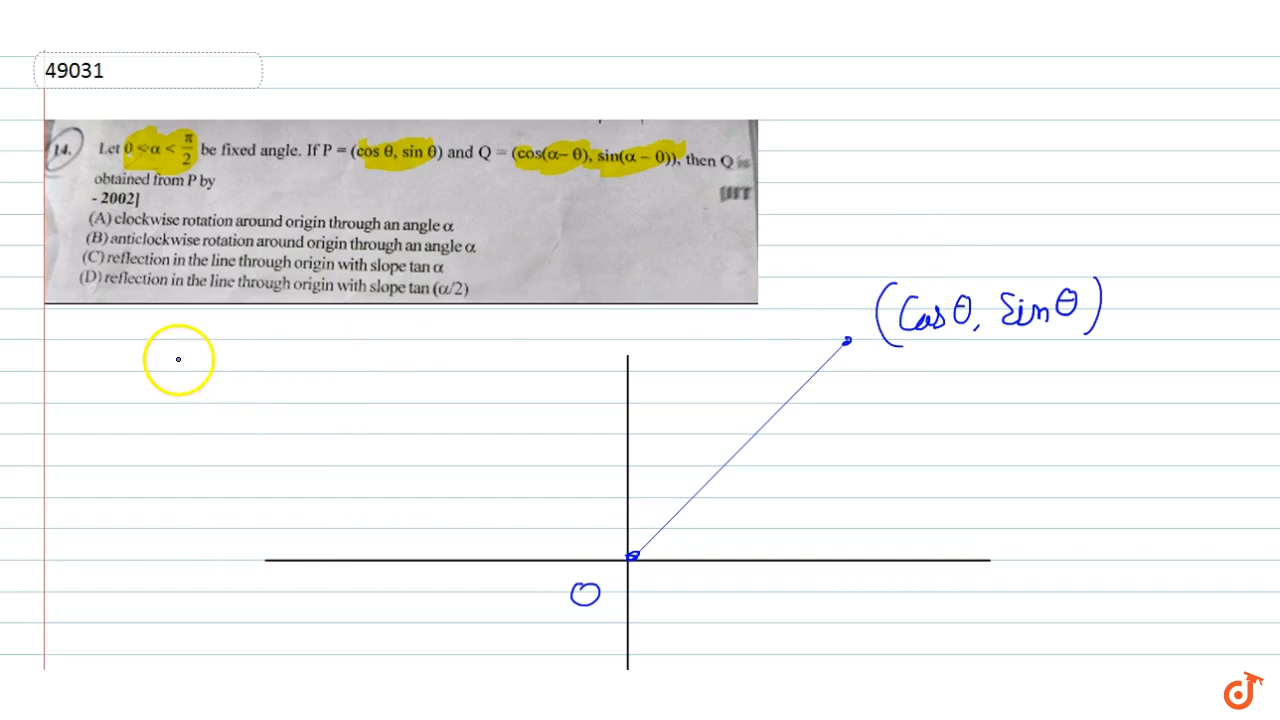 49031
14. Let 0 < α < π/2 be fixed angle. If P = (cos θ, sin θ) and Q = (cos(α – θ), sin(α – θ)), then Q is
obtained from P by [IIT
- 2002]
(A) clockwise rotation around origin through an angle α
(B) anticlockwise rotation around origin through an angle α
(C) reflection in the line through origin with slope tan α
(D) reflection in the line through origin with slope tan (α/2)
(Cosθ, Sinθ)
O